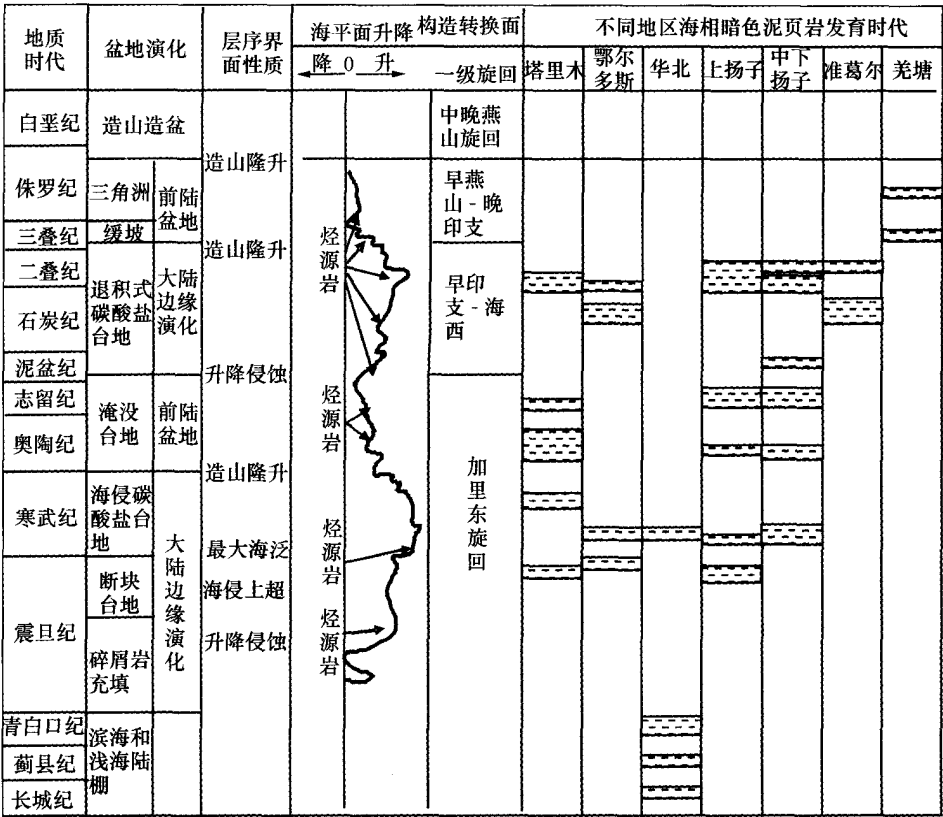 地质
时代
盆地演化
层序界
面性质
海平面升降
降 0 升
构造转换面
一级旋回
不同地区海相暗色泥页岩发育时代
塔里木
鄂尔
多斯
华北
上扬子
中下
扬子
准葛尔
羌塘
白垩纪
侏罗纪
三叠纪
二叠纪
石炭纪
泥盆纪
志留纪
奥陶纪
寒武纪
震旦纪
青白口纪
蓟县纪
长城纪
造山造盆
三角洲
缓坡
前陆
盆地
退积式
碳酸盐
台地
大陆
边缘
演化
淹没
台地
前陆
盆地
海侵碳
酸盐台
地
断块
台地
碎屑岩
充填
大陆边缘演化
滨海和
浅海陆
棚
造山隆升
造山隆升
升降侵蚀
造山隆升
最大海泛
海侵上超
升降侵蚀
烃源岩
烃源岩
烃源岩
烃源岩
中晚燕
山旋回
早燕
山-晚
印支
早印
支-海
西
加里东旋回